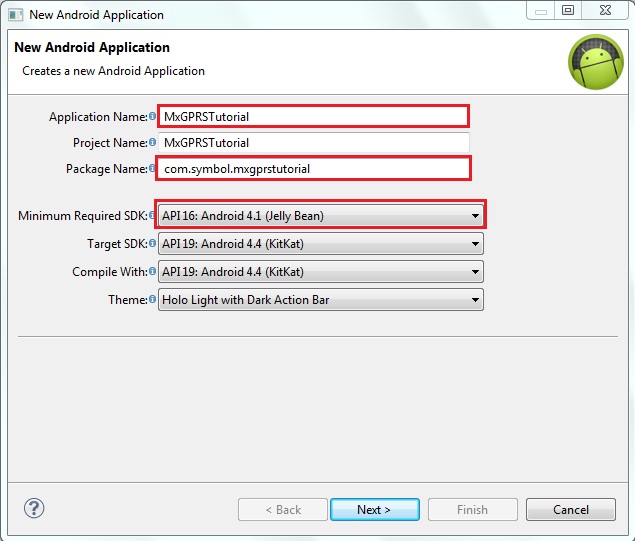 New Android Application
New Android Application
Creates a new Android Application
Application Name: MxGPRSTutorial
Project Name: MxGPRSTutorial
Package Name: com.symbol.mxgprstutorial
Minimum Required SDK: API 16: Android 4.1 (Jelly Bean)
Target SDK: API 19: Android 4.4 (KitKat)
Compile With: API 19: Android 4.4 (KitKat)
Theme: Holo Light with Dark Action Bar
? < Back Next > Finish Cancel